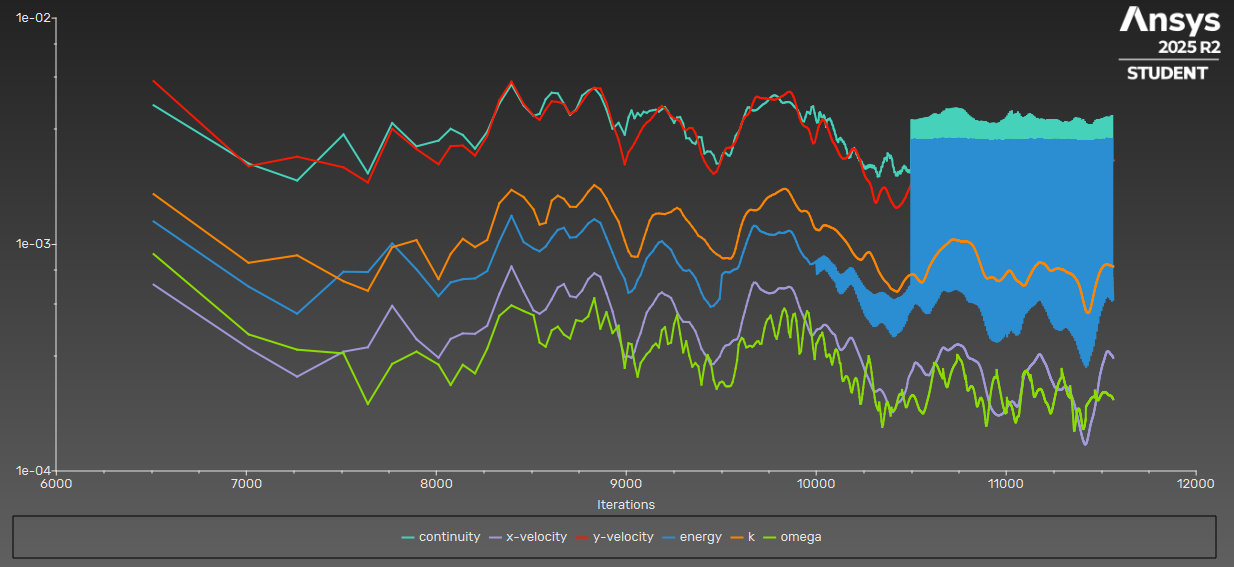 1e-02
Ansys
2025 R2
STUDENT
1e-03
1e-04
6000 7000 8000 9000 10000 11000 12000
Iterations
continuity x-velocity y-velocity energy k omega